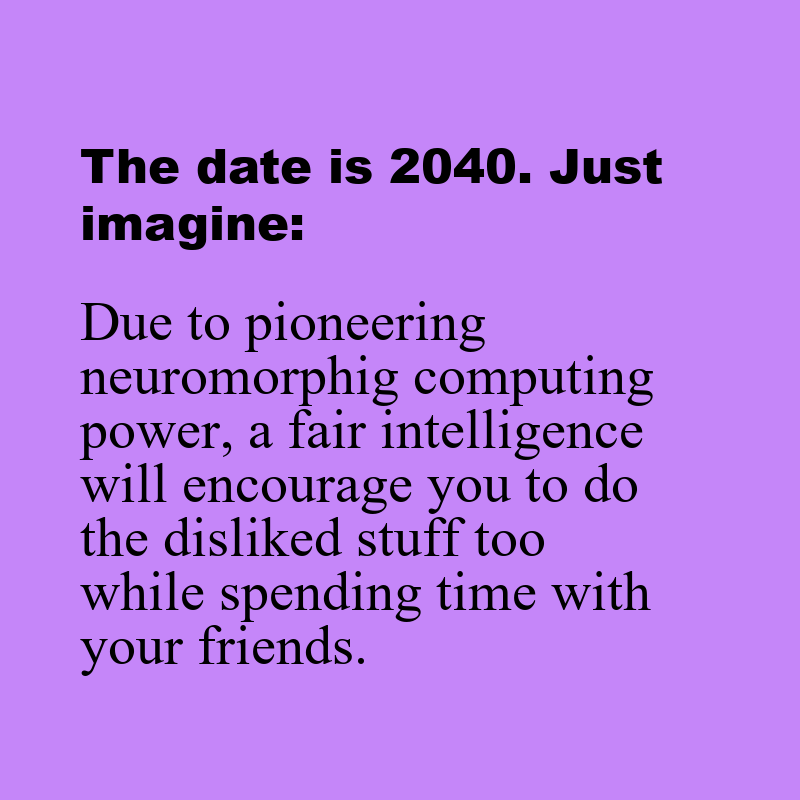 The date is 2040. Just
imagine:
Due to pioneering
neuromorphig computing
power, a fair intelligence
will encourage you to do
the disliked stuff too
while spending time with
your friends.